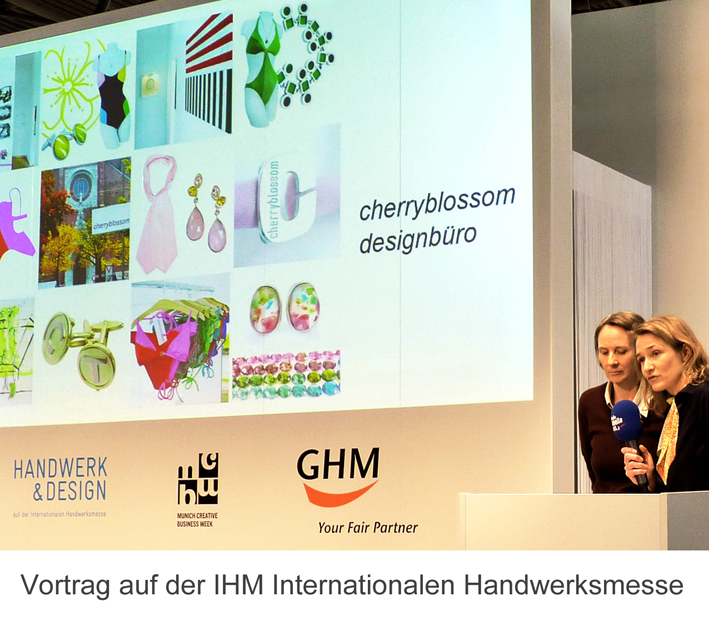 cherryblossom
designbüro
cherryblossom
cherryblossom
C
C T
HANDWERK
&DESIGN
auf der Internationalen Handwerksmesse
mcbw
MUNICH CREATIVE
BUSINESS WEEK
GHM
Your Fair Partner
Vortrag auf der IHM Internationalen Handwerksmesse